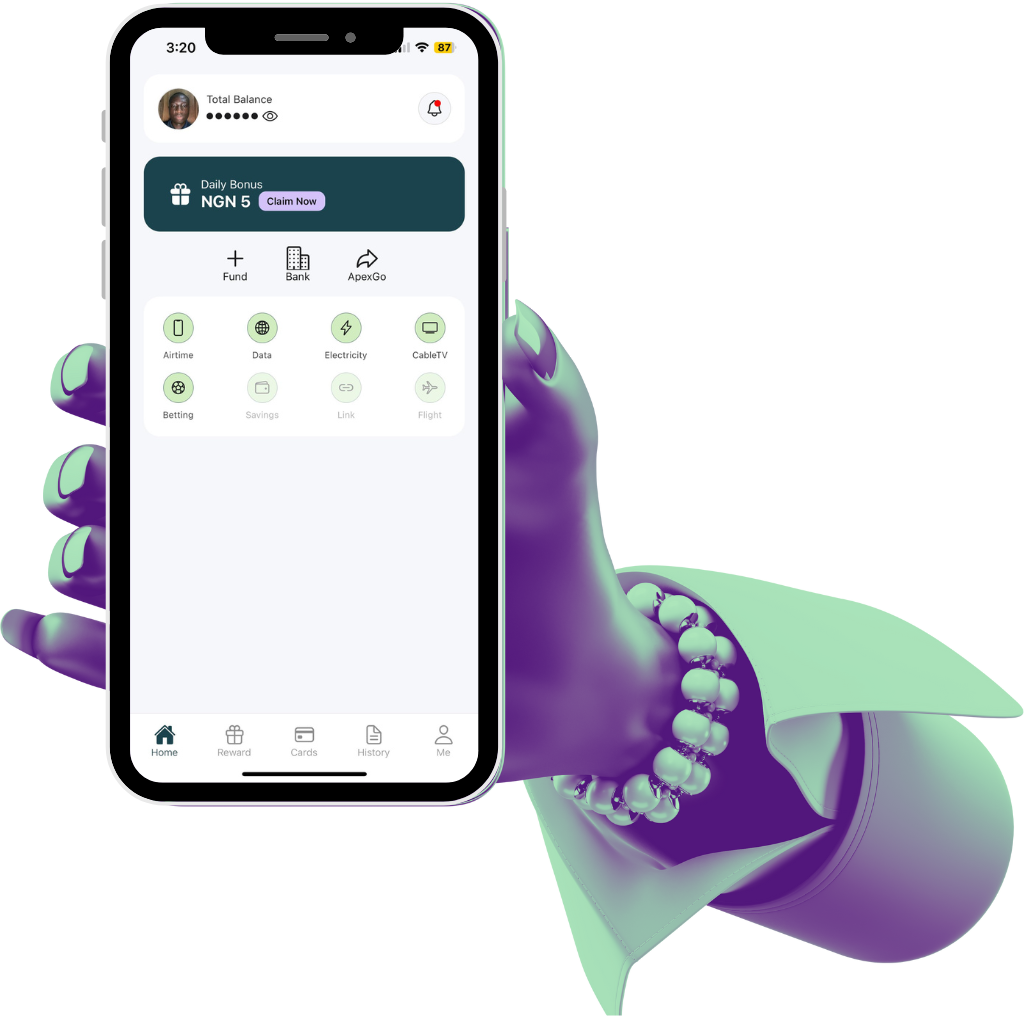 3:20
87
Total Balance
Daily Bonus
NGN 5 Claim Now
Fund Bank ApexGo
Airtime Data Electricity CableTV
Betting Savings Link Flight
Home Reward Cards History Me